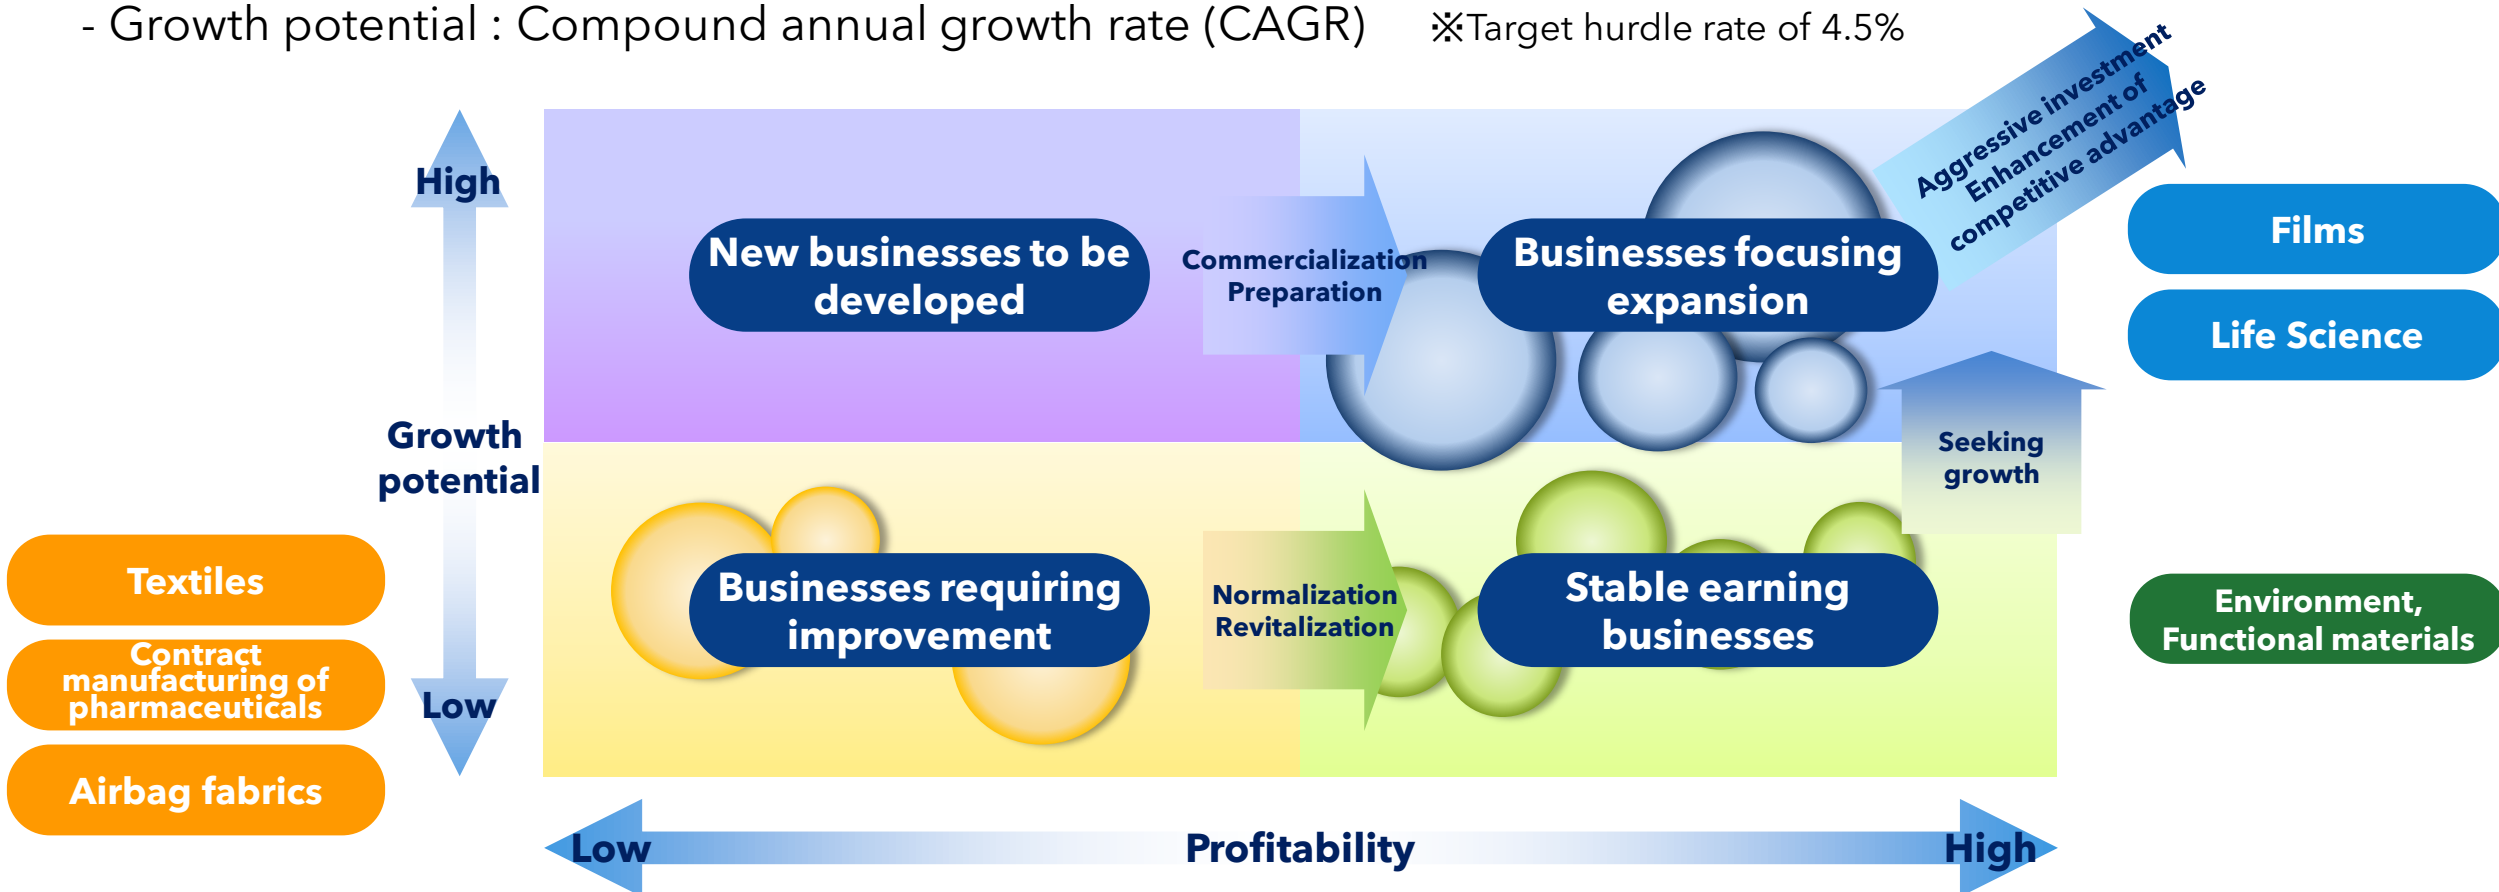 - Growth potential : Compound annual growth rate (CAGR) ※Target hurdle rate of 4.5%
Aggressive investment
Enhancement of
competitive advantage
High
Growth
potential
Low
New businesses to be
developed
Commercialization
Preparation
Businesses focusing
expansion
Films
Life Science
Seeking
growth
Textiles
Contract
manufacturing of
pharmaceuticals
Airbag fabrics
Businesses requiring
improvement
Normalization
Revitalization
Stable earning
businesses
Environment,
Functional materials
Low
Profitability
High